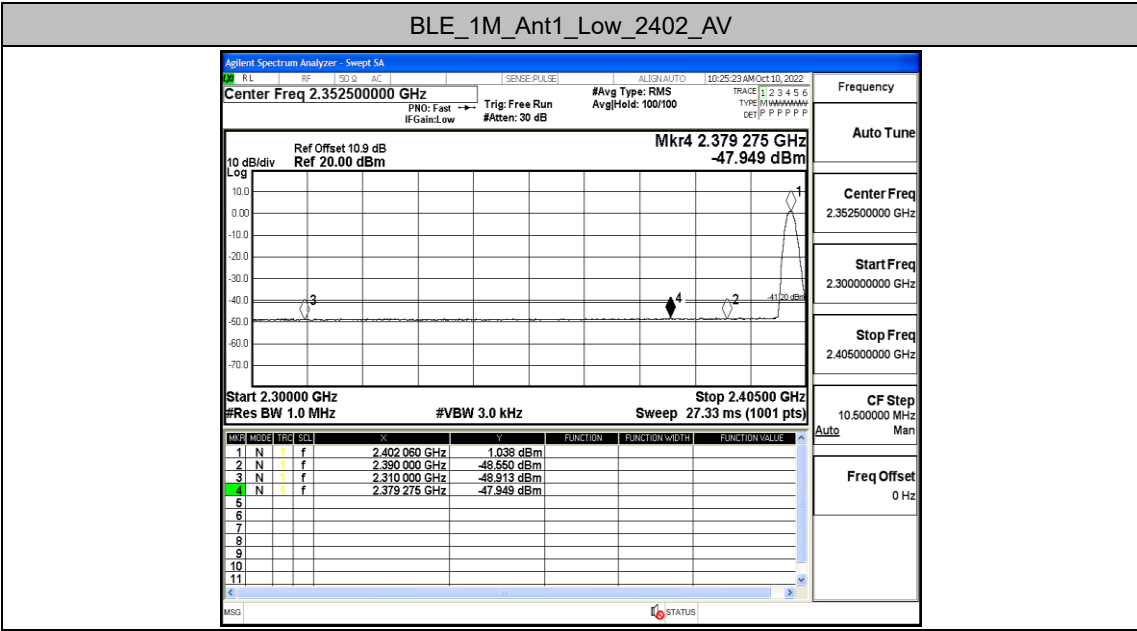 BLE_1M_Ant1_Low_2402_AV
Agilent Spectrum Analyzer - Swept SA
LXI RL RF 50 Ω AC SENSE:PULSE ALIGN AUTO 10:25:23 AM Oct 10, 2022
Center Freq 2.352500000 GHz
#Avg Type: RMS
TRACE 1 2 3 4 5 6
PNO: Fast
Trig: Free Run
Avg|Hold: 100/100
TYPE M
IFGain:Low
#Atten: 30 dB
DET P P P P P P
Mkr4 2.379 275 GHz
-47.949 dBm
Ref Offset 10.9 dB
10 dB/div Ref 20.00 dBm
Log
10.0
0.00
-10.0
-20.0
-30.0
-40.0
-50.0
-60.0
-70.0
1
3
4
2
-41.20 dBm
Start 2.30000 GHz Stop 2.40500 GHz
#Res BW 1.0 MHz #VBW 3.0 kHz Sweep 27.33 ms (1001 pts)
MKR MODE TRC SCL X Y FUNCTION FUNCTION WIDTH FUNCTION VALUE
1 N 1 f 2.402 060 GHz 1.038 dBm
2 N 1 f 2.390 000 GHz -48.550 dBm
3 N 1 f 2.310 000 GHz -48.913 dBm
4 N 1 f 2.379 275 GHz -47.949 dBm
5
6
7
8
9
10
11
MSG STATUS
Frequency
Auto Tune
Center Freq
2.352500000 GHz
Start Freq
2.300000000 GHz
Stop Freq
2.405000000 GHz
CF Step
10.500000 MHz
Auto Man
Freq Offset
0 Hz